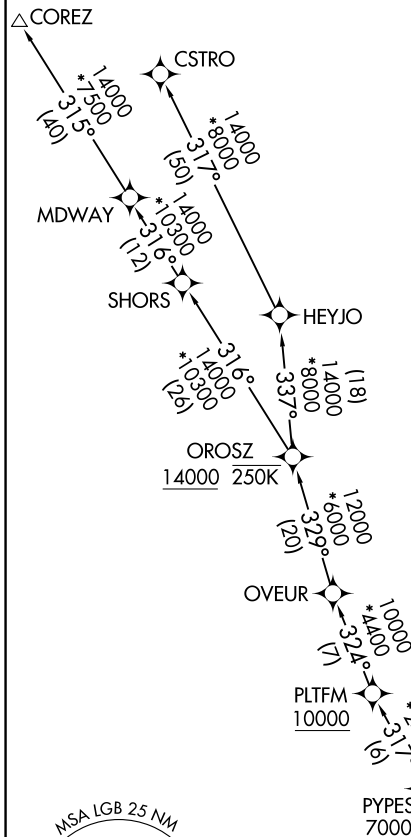 COREZ
CSTRO
14000
*7500
315°
(40)
14000
*8000
317°
(50)
MDWAY
14000
*10300
316°
(12)
SHORS
HEYJO
316°
14000
*10300
(26)
337°
(18)
14000
*8000
OROSZ
14000 250K
12000
*6000
329°
(20)
OVEUR
10000
*4400
324°
(7)
PLTFM
10000
(6)
PYPES
7000
MSA LGB 25 NM